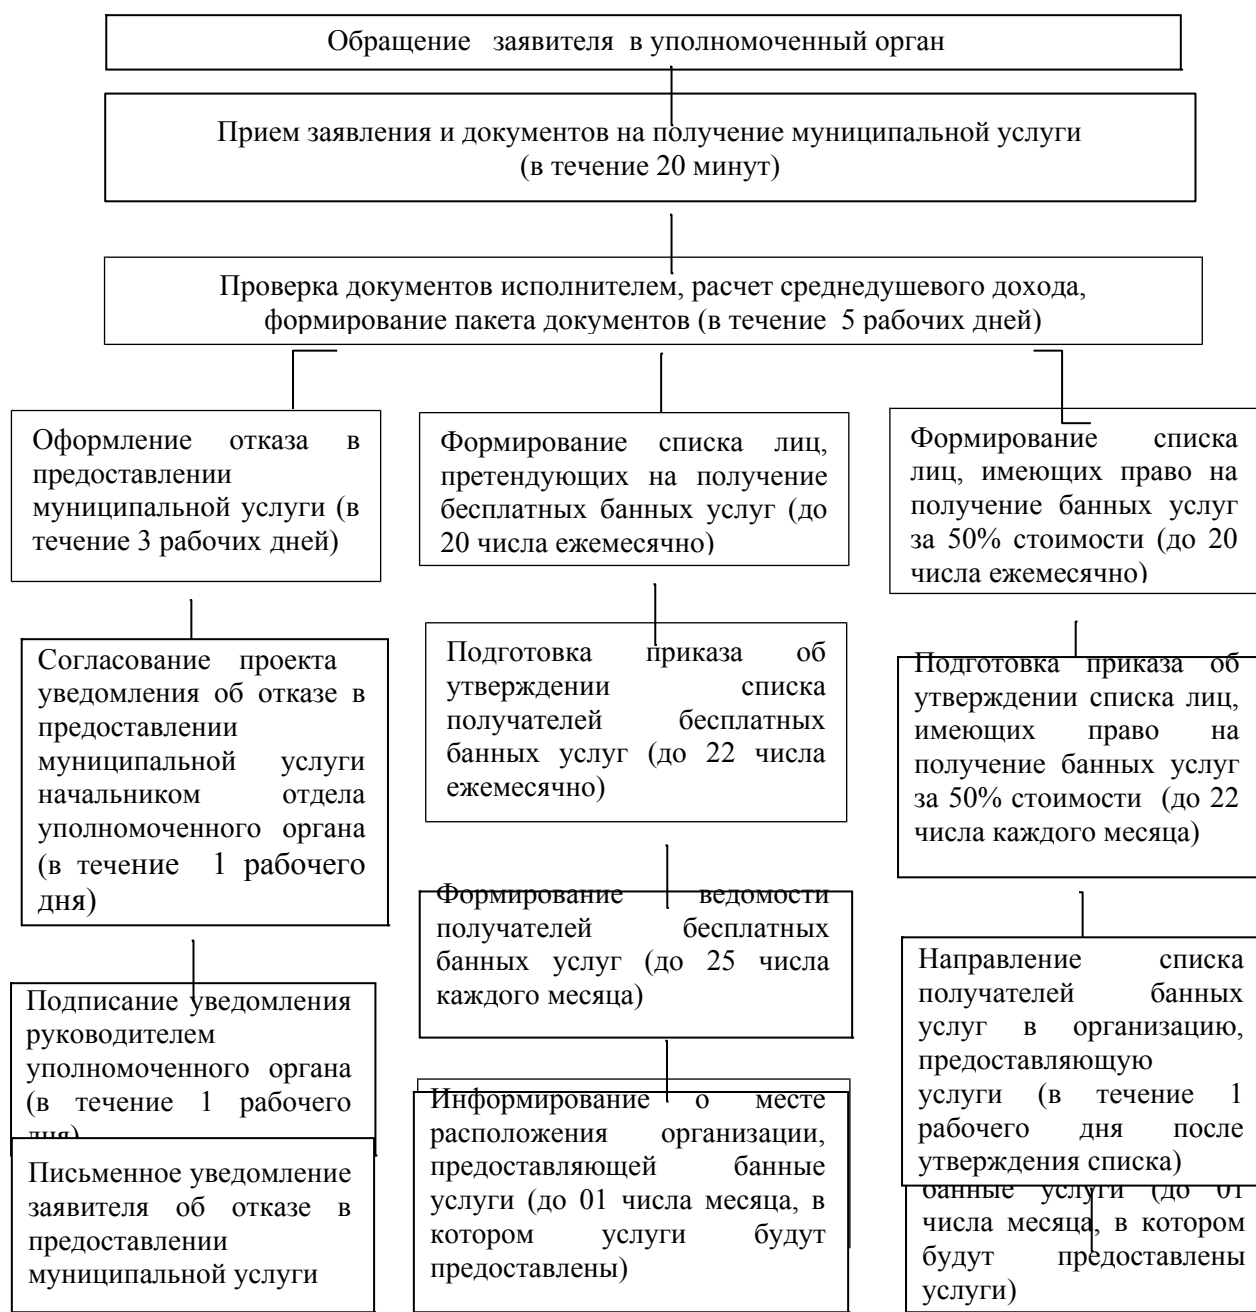 Обращение заявителя в уполномоченный орган
Прием заявления и документов на получение муниципальной услуги
(в течение 20 минут)
Проверка документов исполнителем, расчет среднедушевого дохода,
формирование пакета документов (в течение 5 рабочих дней)
Оформление отказа в
предоставлении
муниципальной услуги (в
течение 3 рабочих дней)
Согласование проекта
уведомления об отказе в
предоставлении
муниципальной услуги
начальником отдела
уполномоченного органа
(в течение 1 рабочего
дня)
Подписание уведомления
руководителем
уполномоченного органа
(в течение 1 рабочего
дня)
Письменное уведомление
заявителя об отказе в
предоставлении
муниципальной услуги
Формирование списка лиц,
претендующих на получение
бесплатных банных услуг (до
20 числа ежемесячно)
Подготовка приказа об
утверждении списка
получателей бесплатных
банных услуг (до 22 числа
ежемесячно)
Формирование ведомости
получателей бесплатных
банных услуг (до 25 числа
каждого месяца)
Информирование о месте
расположения организации,
предоставляющей банные
услуги (до 01 числа месяца, в
котором услуги будут
предоставлены)
Формирование списка
лиц, имеющих право на
получение банных услуг
за 50% стоимости (до 20
числа ежемесячно)
Подготовка приказа об
утверждении списка лиц,
имеющих право на
получение банных услуг
за 50% стоимости (до 22
числа каждого месяца)
Направление списка
получателей банных
услуг в организацию,
предоставляющую
услуги (в течение 1
рабочего дня после
утверждения списка)
банные услуги (до 01
числа месяца, в котором
будут предоставлены
услуги)